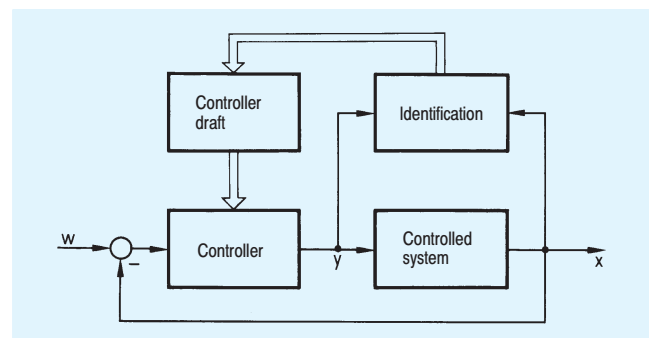 Controller
draft
Identification
w
–
Controller
y
Controlled
system
x